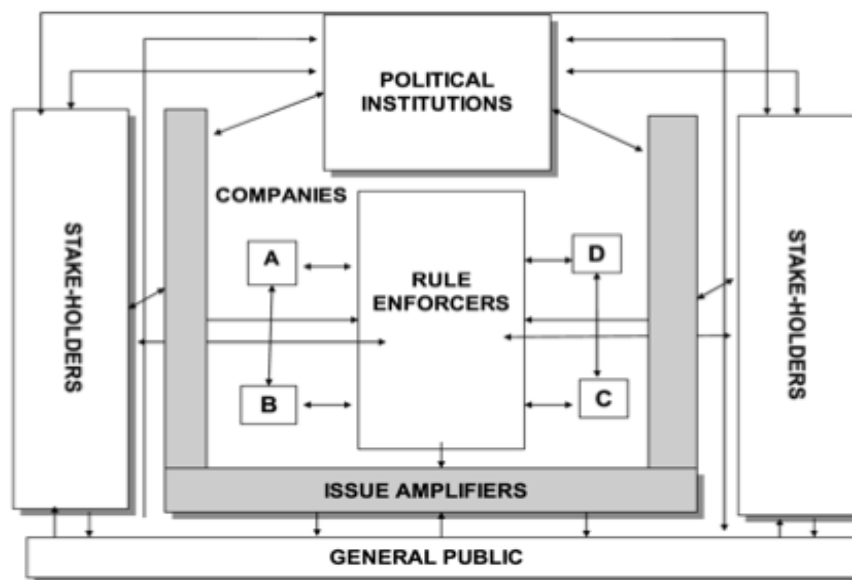 POLITICAL
INSTITUTIONS
COMPANIES
STAKE-HOLDERS
A
D
RULE
ENFORCERS
STAKE-HOLDERS
B
C
ISSUE AMPLIFIERS
GENERAL PUBLIC